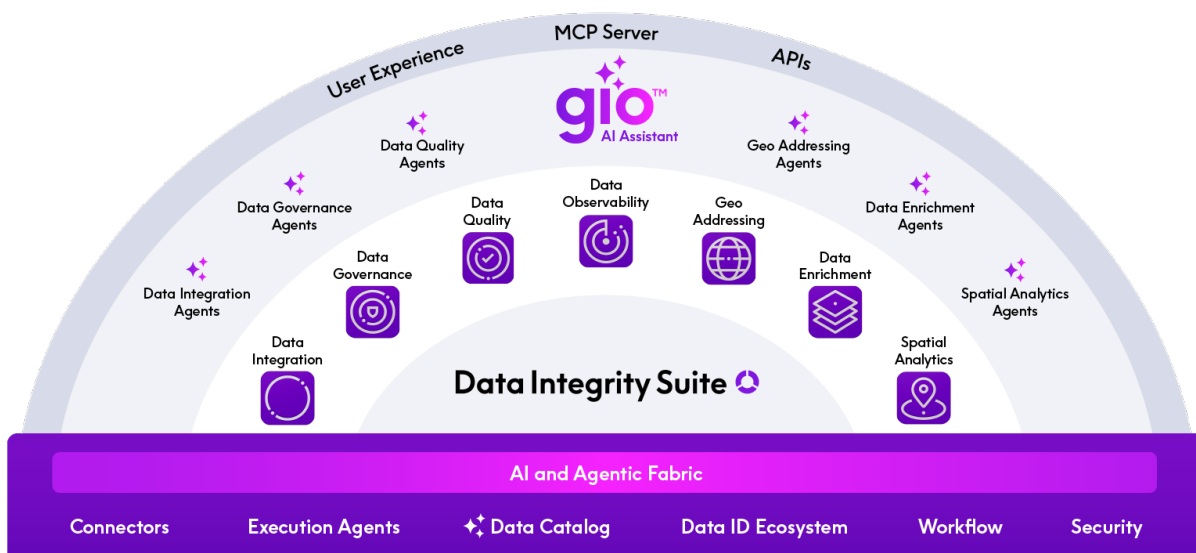 User Experience
MCP Server
APIs
gio™
AI Assistant
Data Quality
Agents
Geo Addressing
Agents
Data Governance
Agents
Data Enrichment
Agents
Data Integration
Agents
Spatial Analytics
Agents
Data
Integration
Data
Governance
Data
Quality
Data
Observability
Geo
Addressing
Data
Enrichment
Spatial
Analytics
Data Integrity Suite
AI and Agentic Fabric
Connectors
Execution Agents
Data Catalog
Data ID Ecosystem
Workflow
Security